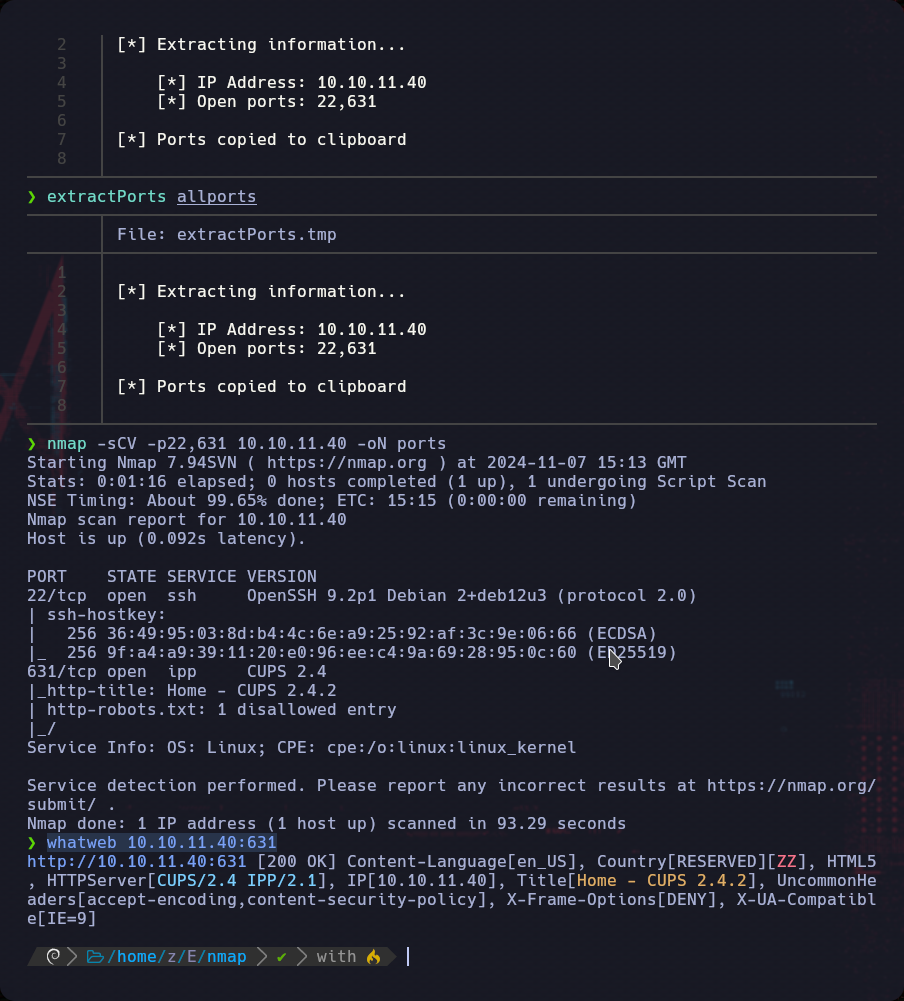 2 [*] Extracting information...
3
4 [*] IP Address: 10.10.11.40
5 [*] Open ports: 22,631
6
7 [*] Ports copied to clipboard
8
❯ extractPorts allports
File: extractPorts.tmp
1
2 [*] Extracting information...
3
4 [*] IP Address: 10.10.11.40
5 [*] Open ports: 22,631
6
7 [*] Ports copied to clipboard
8
❯ nmap -sCV -p22,631 10.10.11.40 -oN ports
Starting Nmap 7.94SVN ( https://nmap.org ) at 2024-11-07 15:13 GMT
Stats: 0:01:16 elapsed; 0 hosts completed (1 up), 1 undergoing Script Scan
NSE Timing: About 99.65% done; ETC: 15:15 (0:00:00 remaining)
Nmap scan report for 10.10.11.40
Host is up (0.092s latency).
PORT    STATE SERVICE VERSION
22/tcp  open  ssh     OpenSSH 9.2p1 Debian 2+deb12u3 (protocol 2.0)
| ssh-hostkey:
|   256 36:49:95:03:8d:b4:4c:6e:a9:25:92:af:3c:9e:06:66 (ECDSA)
|_  256 9f:a4:a9:39:11:20:e0:96:ee:c4:9a:69:28:95:0c:60 (ED25519)
631/tcp open  ipp     CUPS 2.4
|_http-title: Home - CUPS 2.4.2
| http-robots.txt: 1 disallowed entry
|_/
Service Info: OS: Linux; CPE: cpe:/o:linux:linux_kernel
Service detection performed. Please report any incorrect results at https://nmap.org/
submit/ .
Nmap done: 1 IP address (1 host up) scanned in 93.29 seconds
❯ whatweb 10.10.11.40:631
http://10.10.11.40:631 [200 OK] Content-Language[en_US], Country[RESERVED][ZZ], HTML5
, HTTPServer[CUPS/2.4 IPP/2.1], IP[10.10.11.40], Title[Home - CUPS 2.4.2], UncommonHe
aders[accept-encoding,content-security-policy], X-Frame-Options[DENY], X-UA-Compatibl
e[IE=9]
/home/z/E/nmap ✔ with